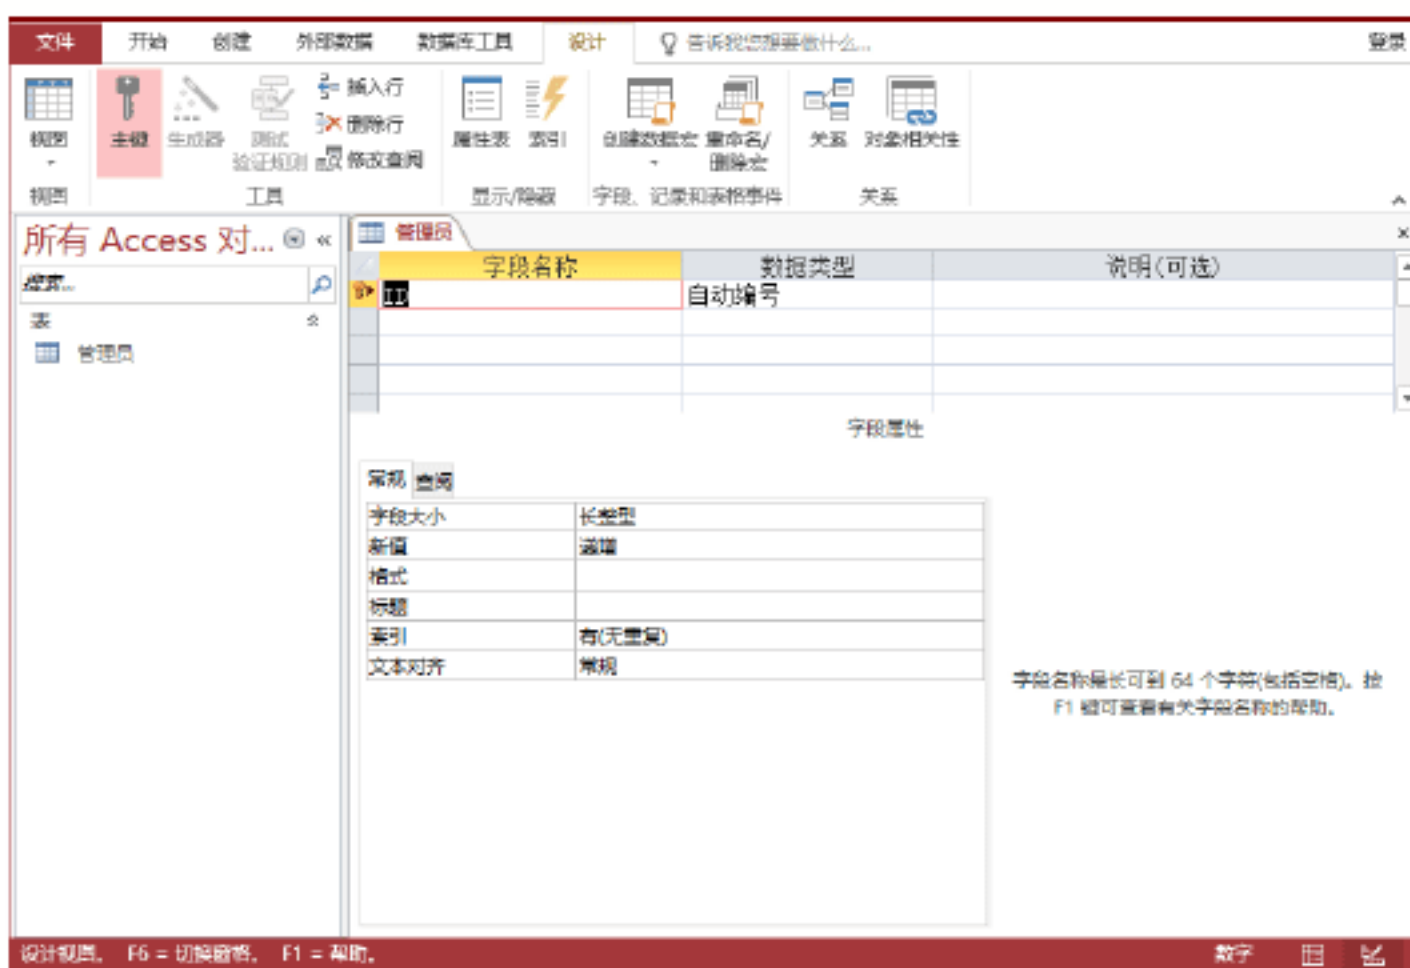 文件 开始 创建 外部数据 数据库工具 设计 告诉我您想要做什么... 登录
插入行
删除行
修改查阅
视图 主键 生成器 测试 属性表 索引 创建数据宏 重命名/ 关系 对象相关性
验证规则 删除宏
视图 工具 显示/隐藏 字段、记录和表格事件 关系
所有 Access 对... «
管理员
搜索...
字段名称 数据类型 说明(可选)
ID 自动编号
表
管理员
字段属性
常规 查阅
字段大小 长整型
新值 递增
格式
标题
索引 有(无重复)
文本对齐 常规
字段名称最长可到 64 个字符(包括空格)。按
F1 键可查看有关字段名称的帮助。
设计视图。 F6 = 切换窗格。 F1 = 帮助。 数字